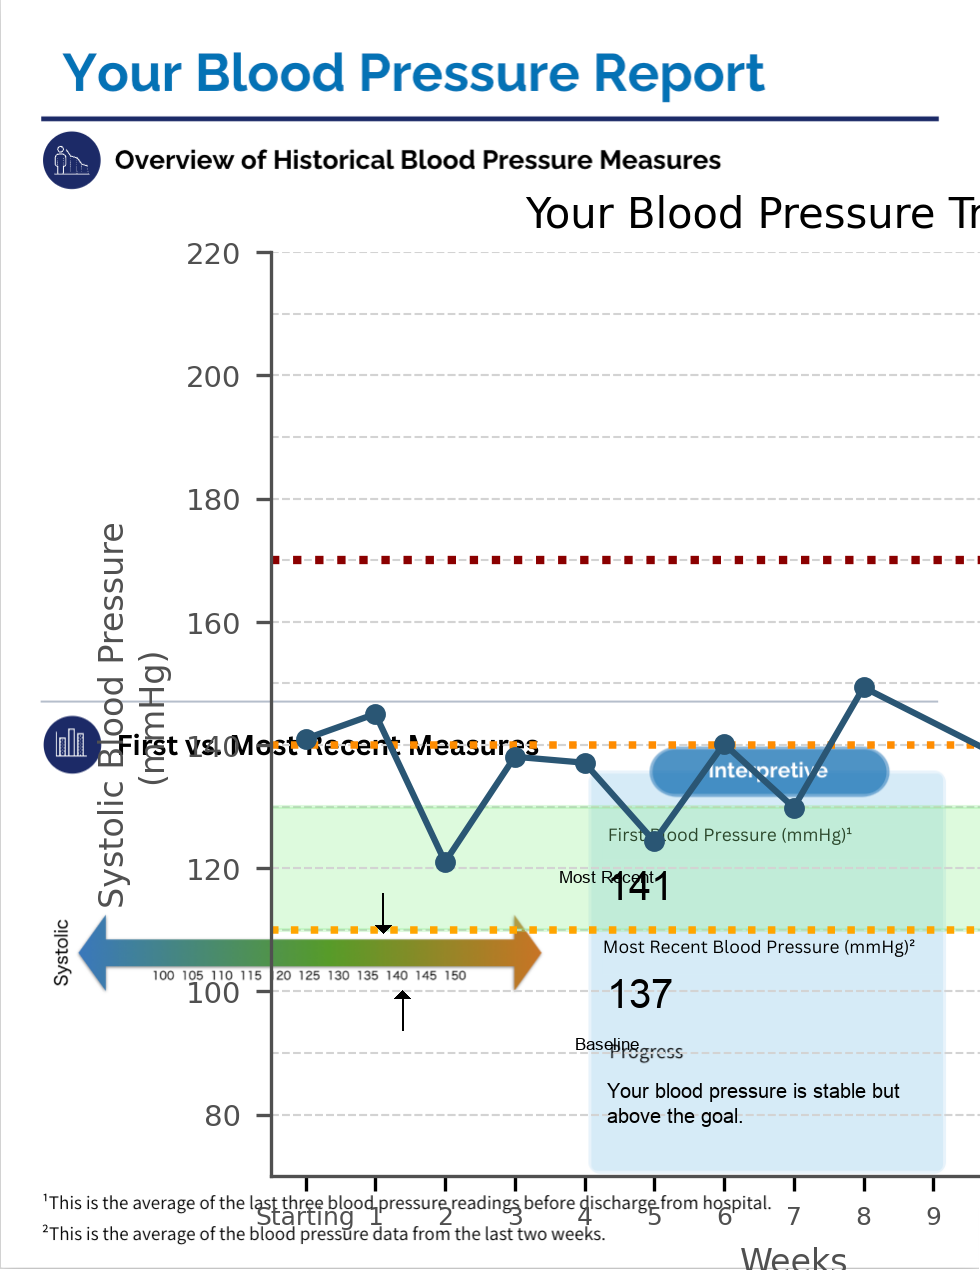 Your Blood Pressure Report
Overview of Historical Blood Pressure Measures
Your Blood Pressure Tr
220
200
180
160
140
120
100
80
Systolic Blood Pressure
(mmHg)
First vs. Most Recent Measures
Interpretive
First Blood Pressure (mmHg)¹
Most Recent
141
Most Recent Blood Pressure (mmHg)²
137
Systolic
100 105 110 115 120 125 130 135 140 145 150
Baseline
Progress
Your blood pressure is stable but
above the goal.
¹This is the average of the last three blood pressure readings before discharge from hospital.
Starting 1 2 3 4 5 6 7 8 9
²This is the average of the blood pressure data from the last two weeks.
Weeks